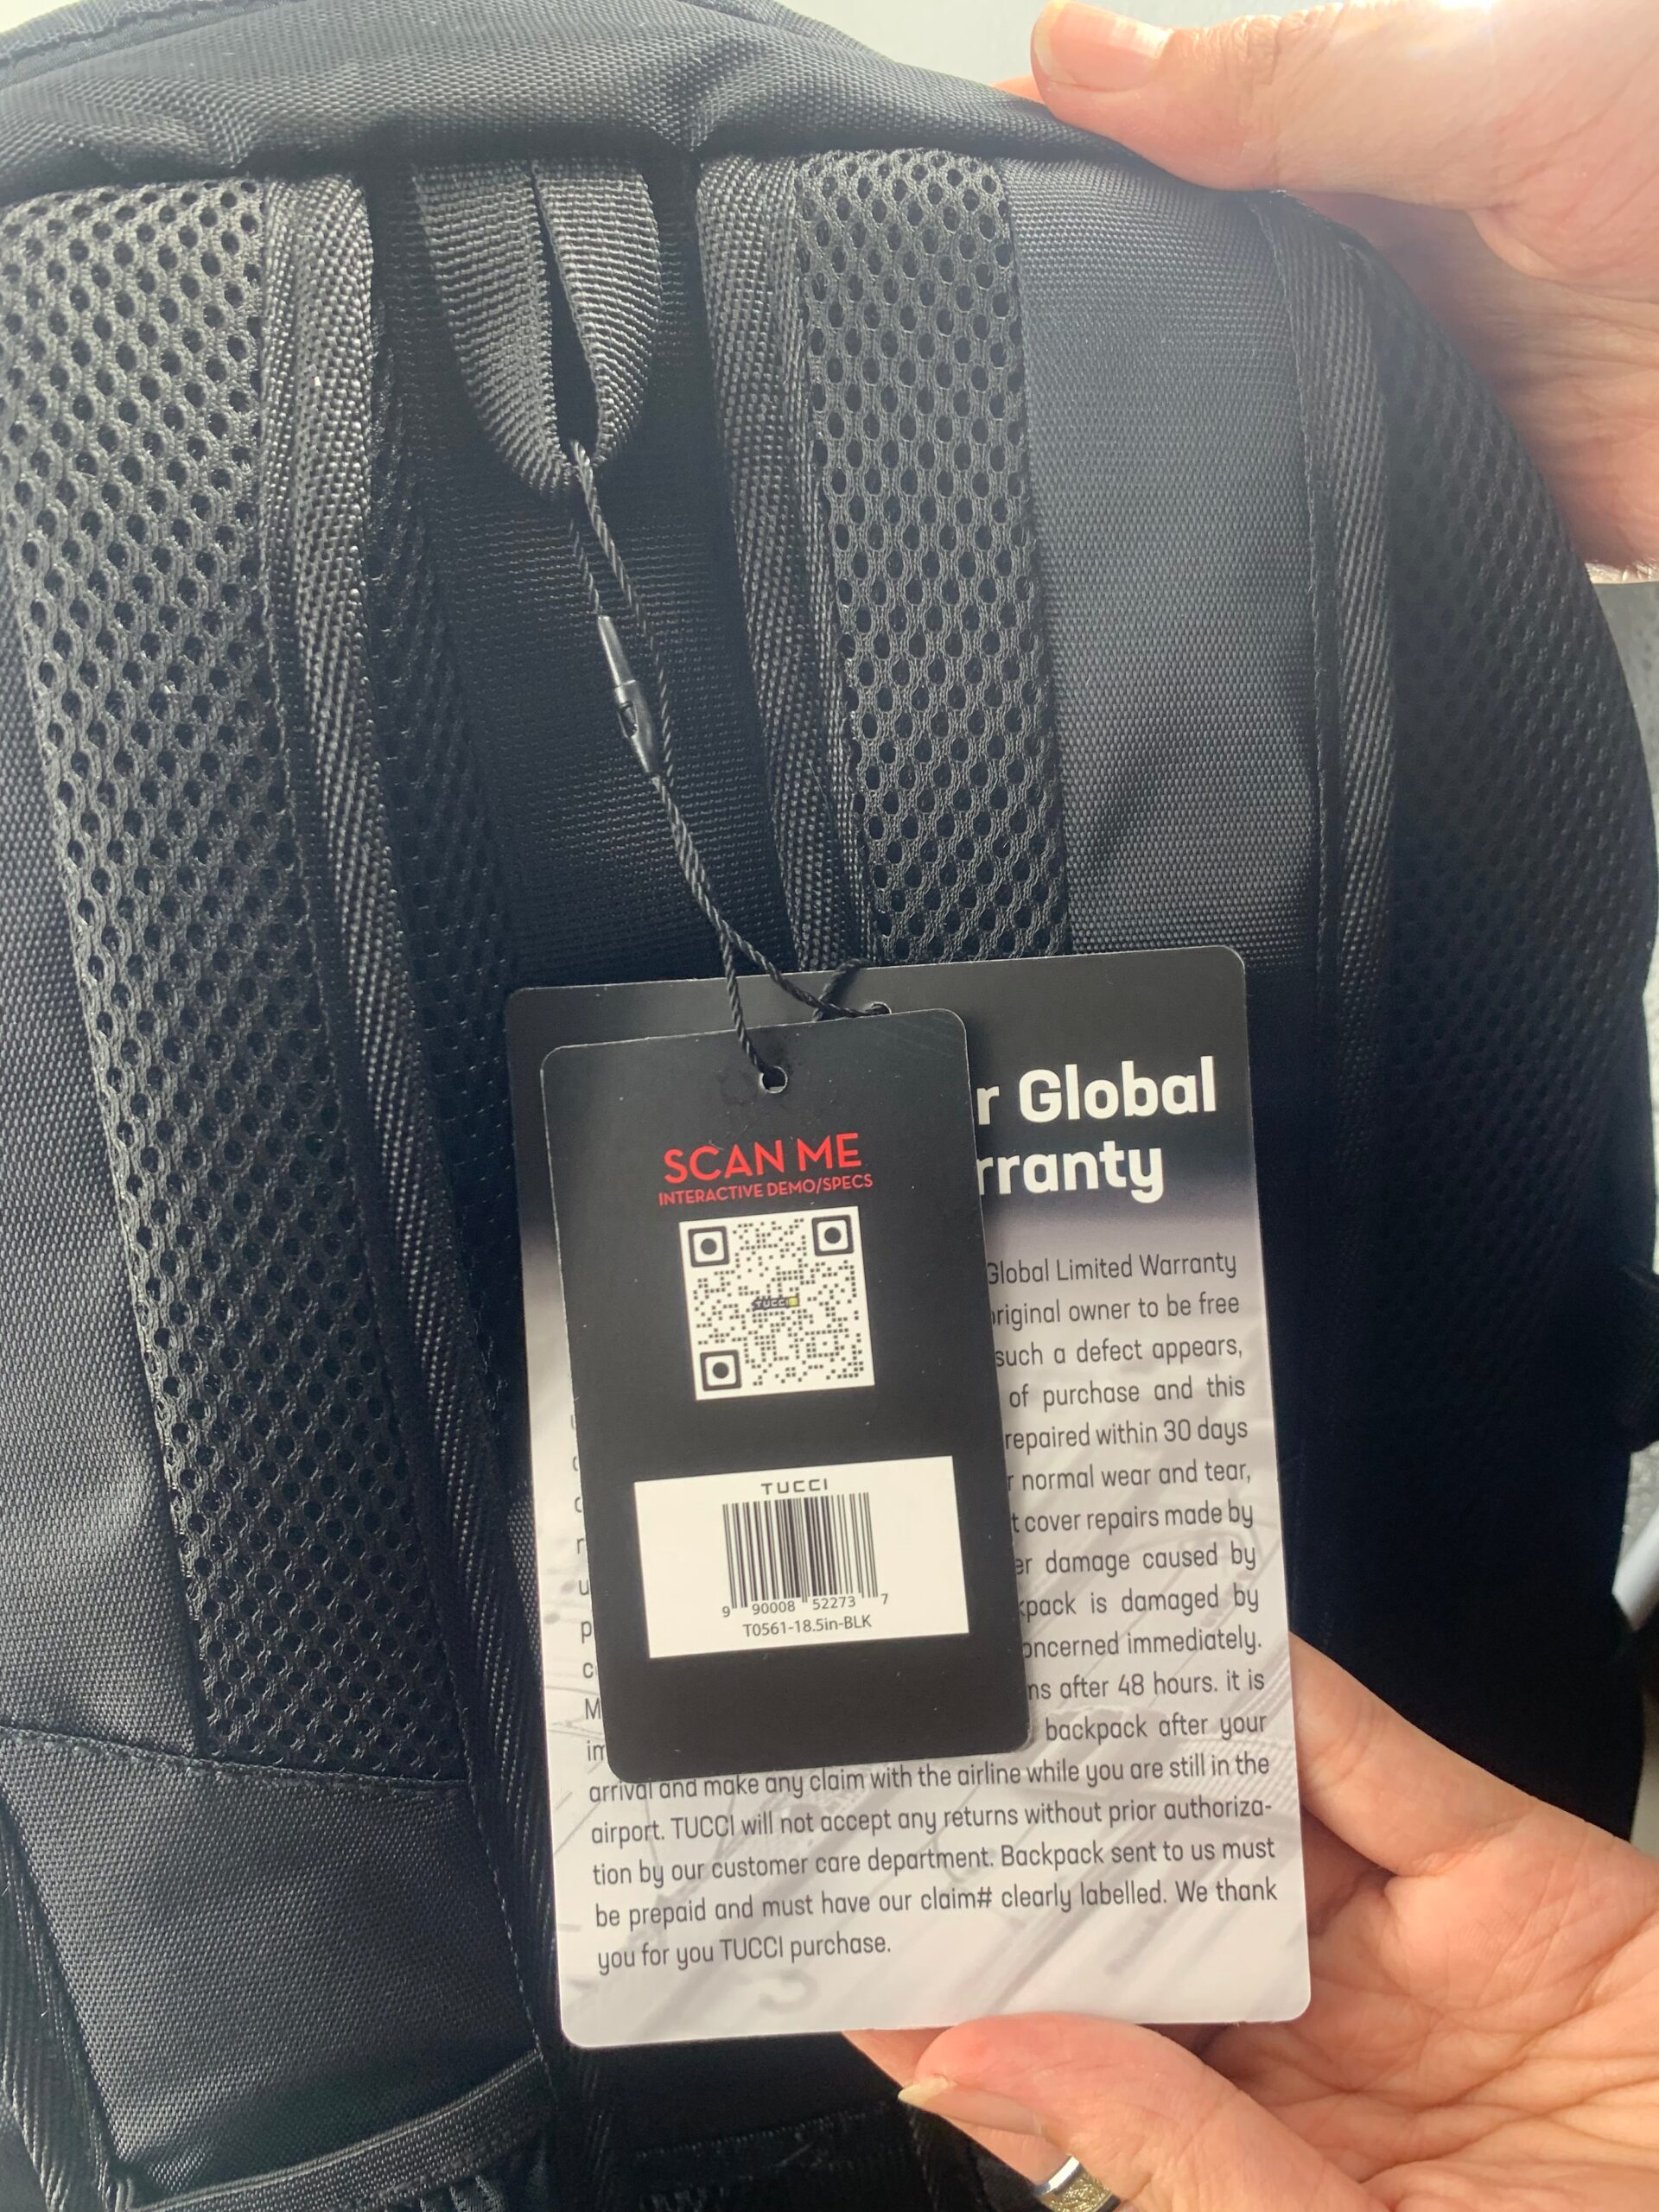 SCAN ME
INTERACTIVE DEMO/SPECS
TUCCI
TUCCI
9 90008 52273 7
T0561-18.5in-BLK
Global
Global Limited Warranty
owner to be free
such a defect appears,
of purchase and this
repaired within 30 days
normal wear and tear,
cover repairs made by
damage caused by
is damaged by
immediately.
after 48 hours. it is
backpack after your
arrival and make any claim with the airline while you are still in the
airport. TUCCI will not accept any returns without prior authoriza-
tion by our customer care department. Backpack sent to us must
be prepaid and must have our claim# clearly labelled. We thank
you for you TUCCI purchase.